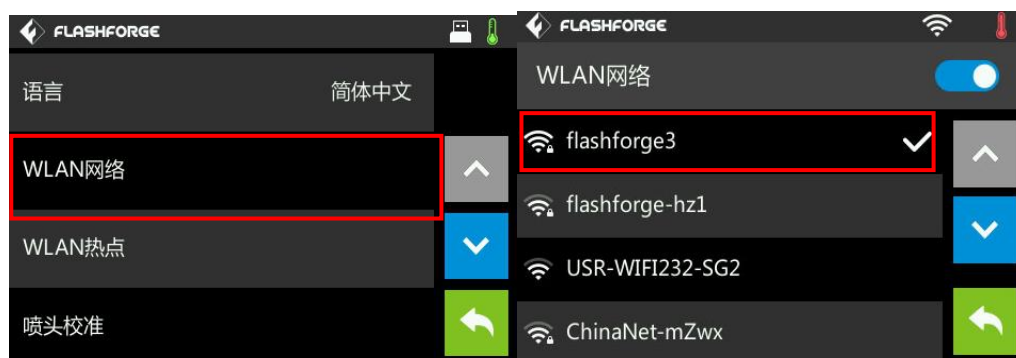 FLASHFORGE
语言 简体中文
WLAN网络
WLAN热点
喷头校准
FLASHFORGE
WLAN网络
flashforge3
flashforge-hz1
USR-WIFI232-SG2
ChinaNet-mZwx